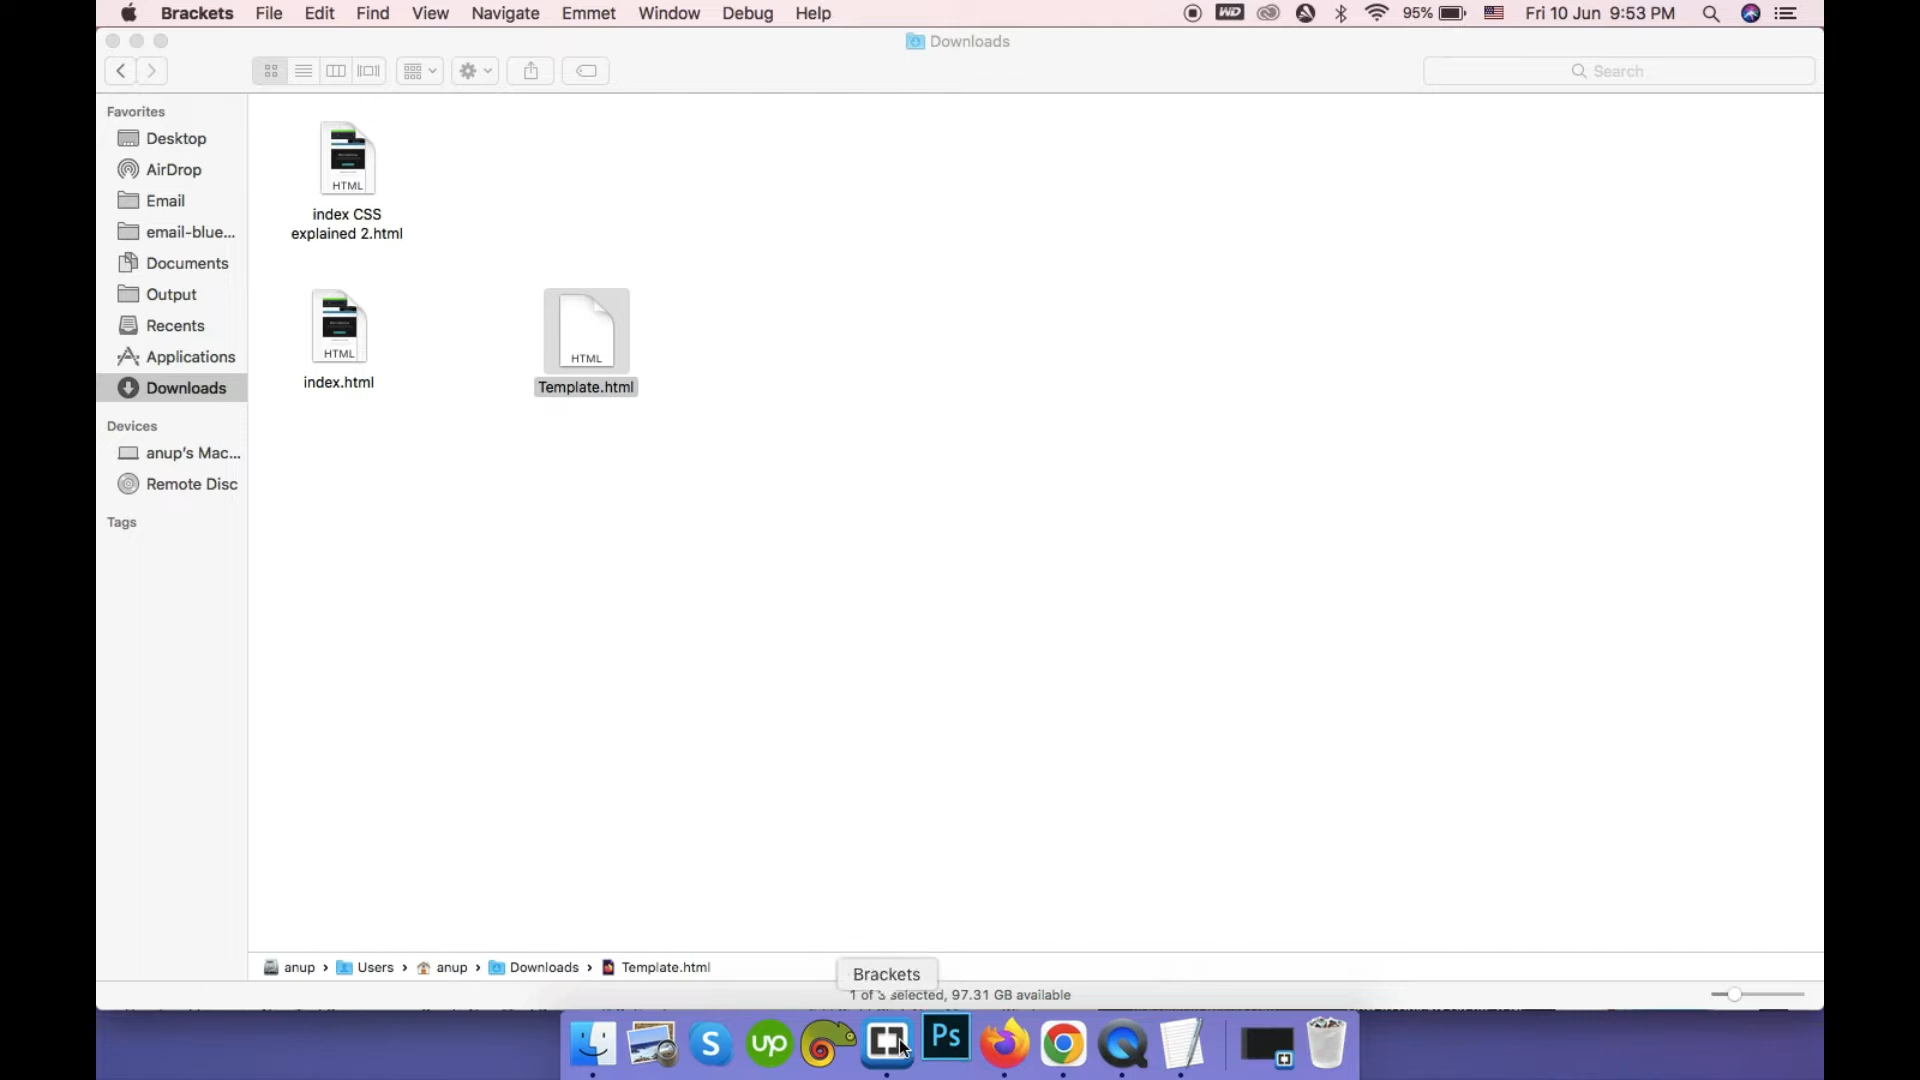 Brackets File Edit Find View Navigate Emmet Window Debug Help WD 95% Fri 10 Jun 9:53 PM
Downloads
Search
Favorites
Desktop
AirDrop
Email
email-blue...
Documents
Output
Recents
Applications
Downloads
Devices
anup's Mac...
Remote Disc
Tags
HTML
index CSS
explained 2.html
HTML
index.html
HTML
Template.html
anup › Users › anup › Downloads › Template.html
Brackets
1 of 3 selected, 97.31 GB available
S up Ps